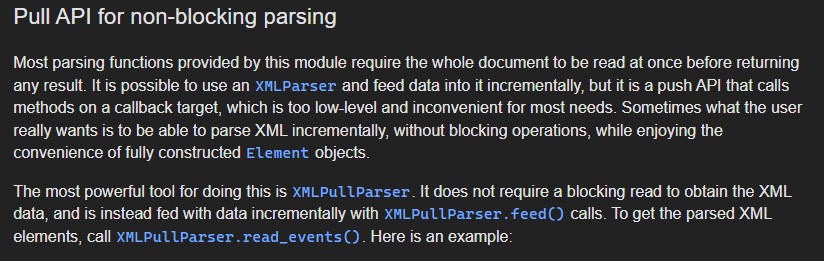 Pull API for non-blocking parsing
Most parsing functions provided by this module require the whole document to be read at once before returning
any result. It is possible to use an XMLParser and feed data into it incrementally, but it is a push API that calls
methods on a callback target, which is too low-level and inconvenient for most needs. Sometimes what the user
really wants is to be able to parse XML incrementally, without blocking operations, while enjoying the
convenience of fully constructed Element objects.
The most powerful tool for doing this is XMLPullParser. It does not require a blocking read to obtain the XML
data, and is instead fed with data incrementally with XMLPullParser.feed() calls. To get the parsed XML
elements, call XMLPullParser.read_events(). Here is an example: